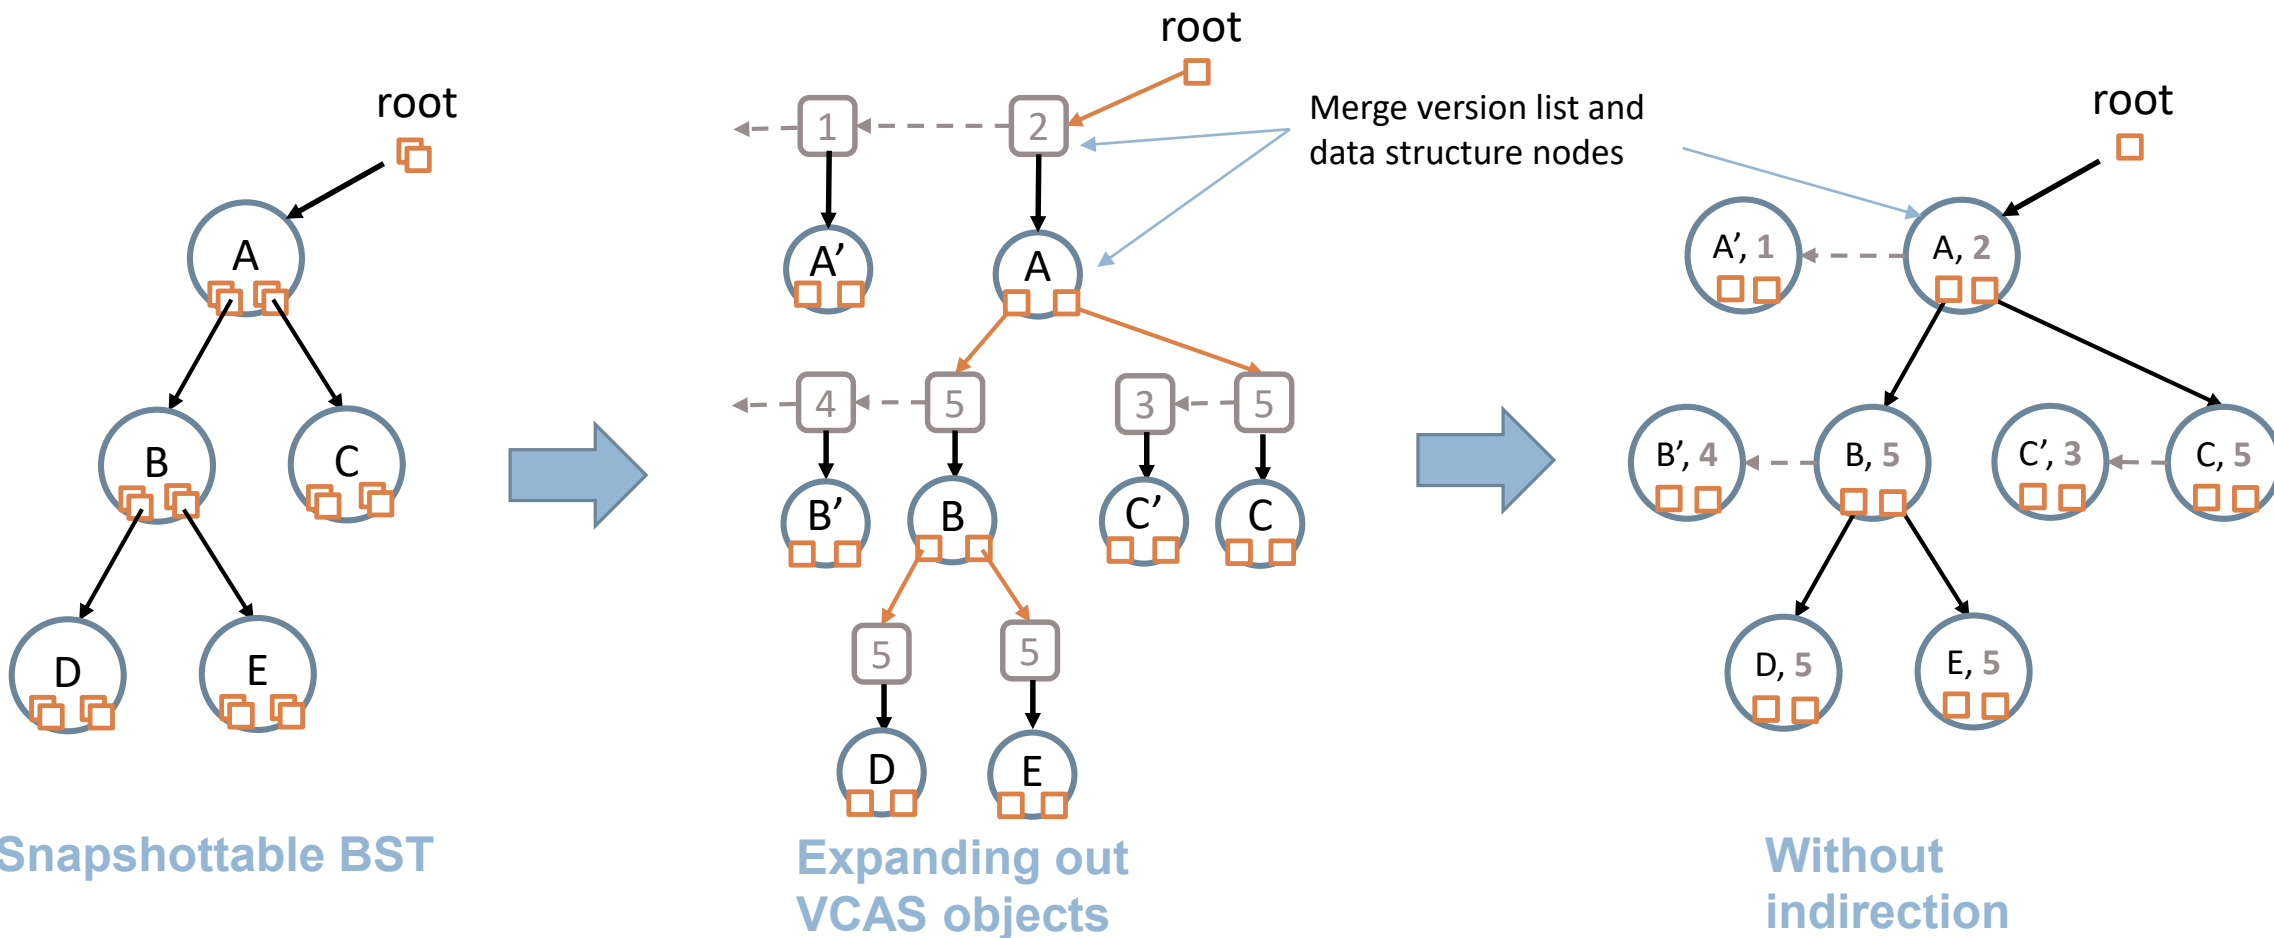 root
A
B
C
D
E
Snapshottable BST
root
1
2
A’
A
4
5
3
5
B’
B
C’
C
5
5
D
E
Expanding out
VCAS objects
Merge version list and
data structure nodes
root
A’, 1
A, 2
B’, 4
B, 5
C’, 3
C, 5
D, 5
E, 5
Without
indirection